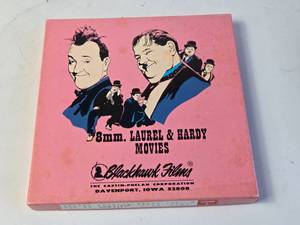 8mm. LAUREL & HARDY
MOVIES
Blackhawk Films ®
THE EASTIN-PHELAN CORPORATION
DAVENPORT, IOWA 52808